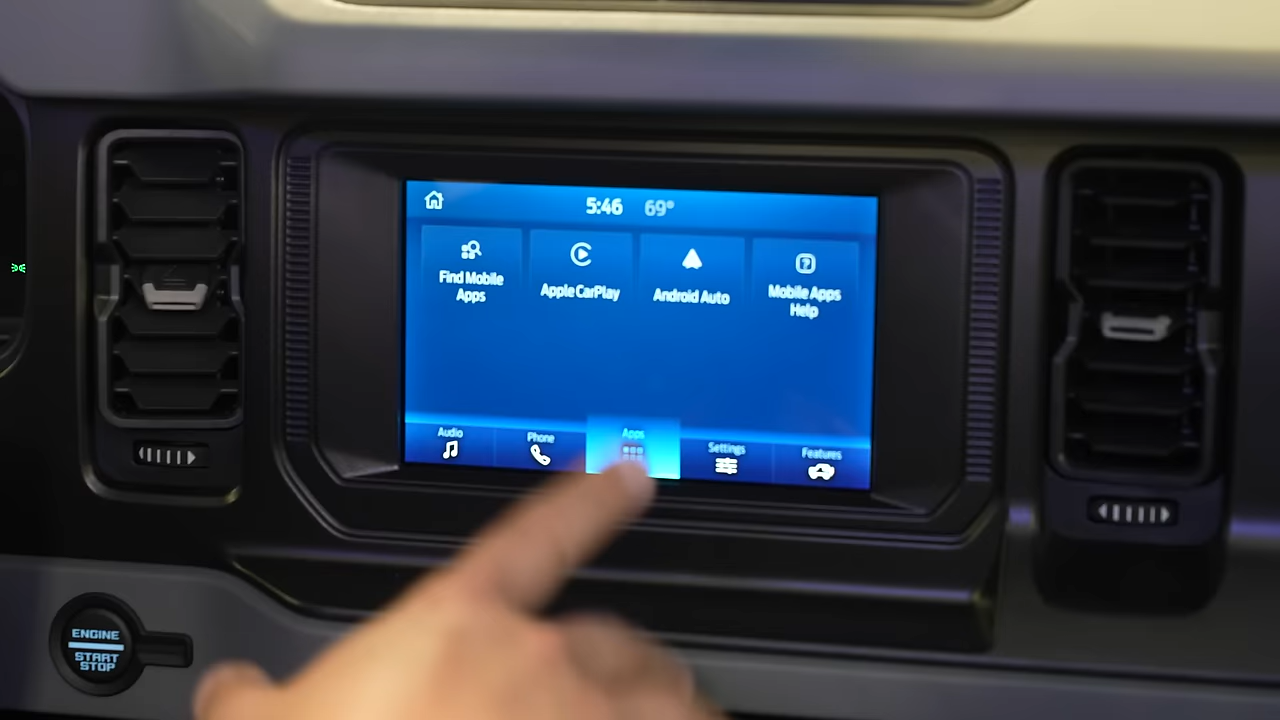 5:46 69°
Find Mobile
Apps
Apple CarPlay
Android Auto
Mobile Apps
Help
Audio
Phone
Apps
Settings
Features
ENGINE
START
STOP